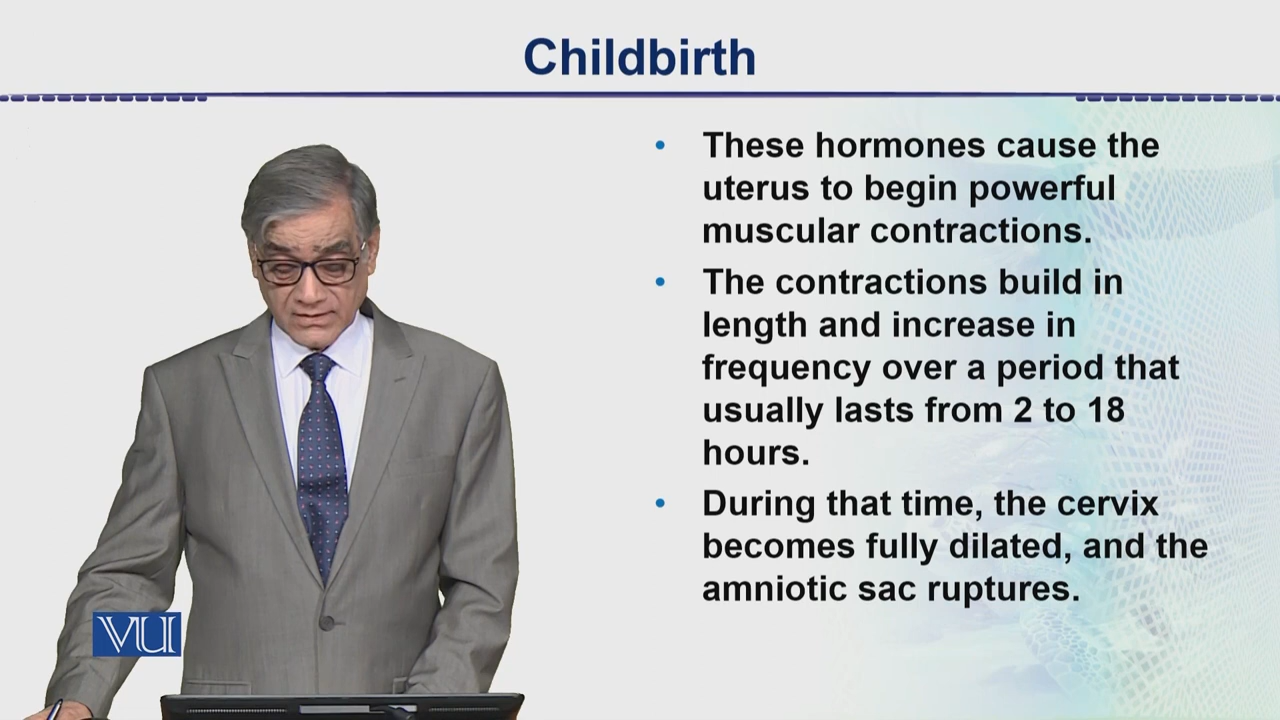 Childbirth
• These hormones cause the
uterus to begin powerful
muscular contractions.
• The contractions build in
length and increase in
frequency over a period that
usually lasts from 2 to 18
hours.
• During that time, the cervix
becomes fully dilated, and the
amniotic sac ruptures.
VU